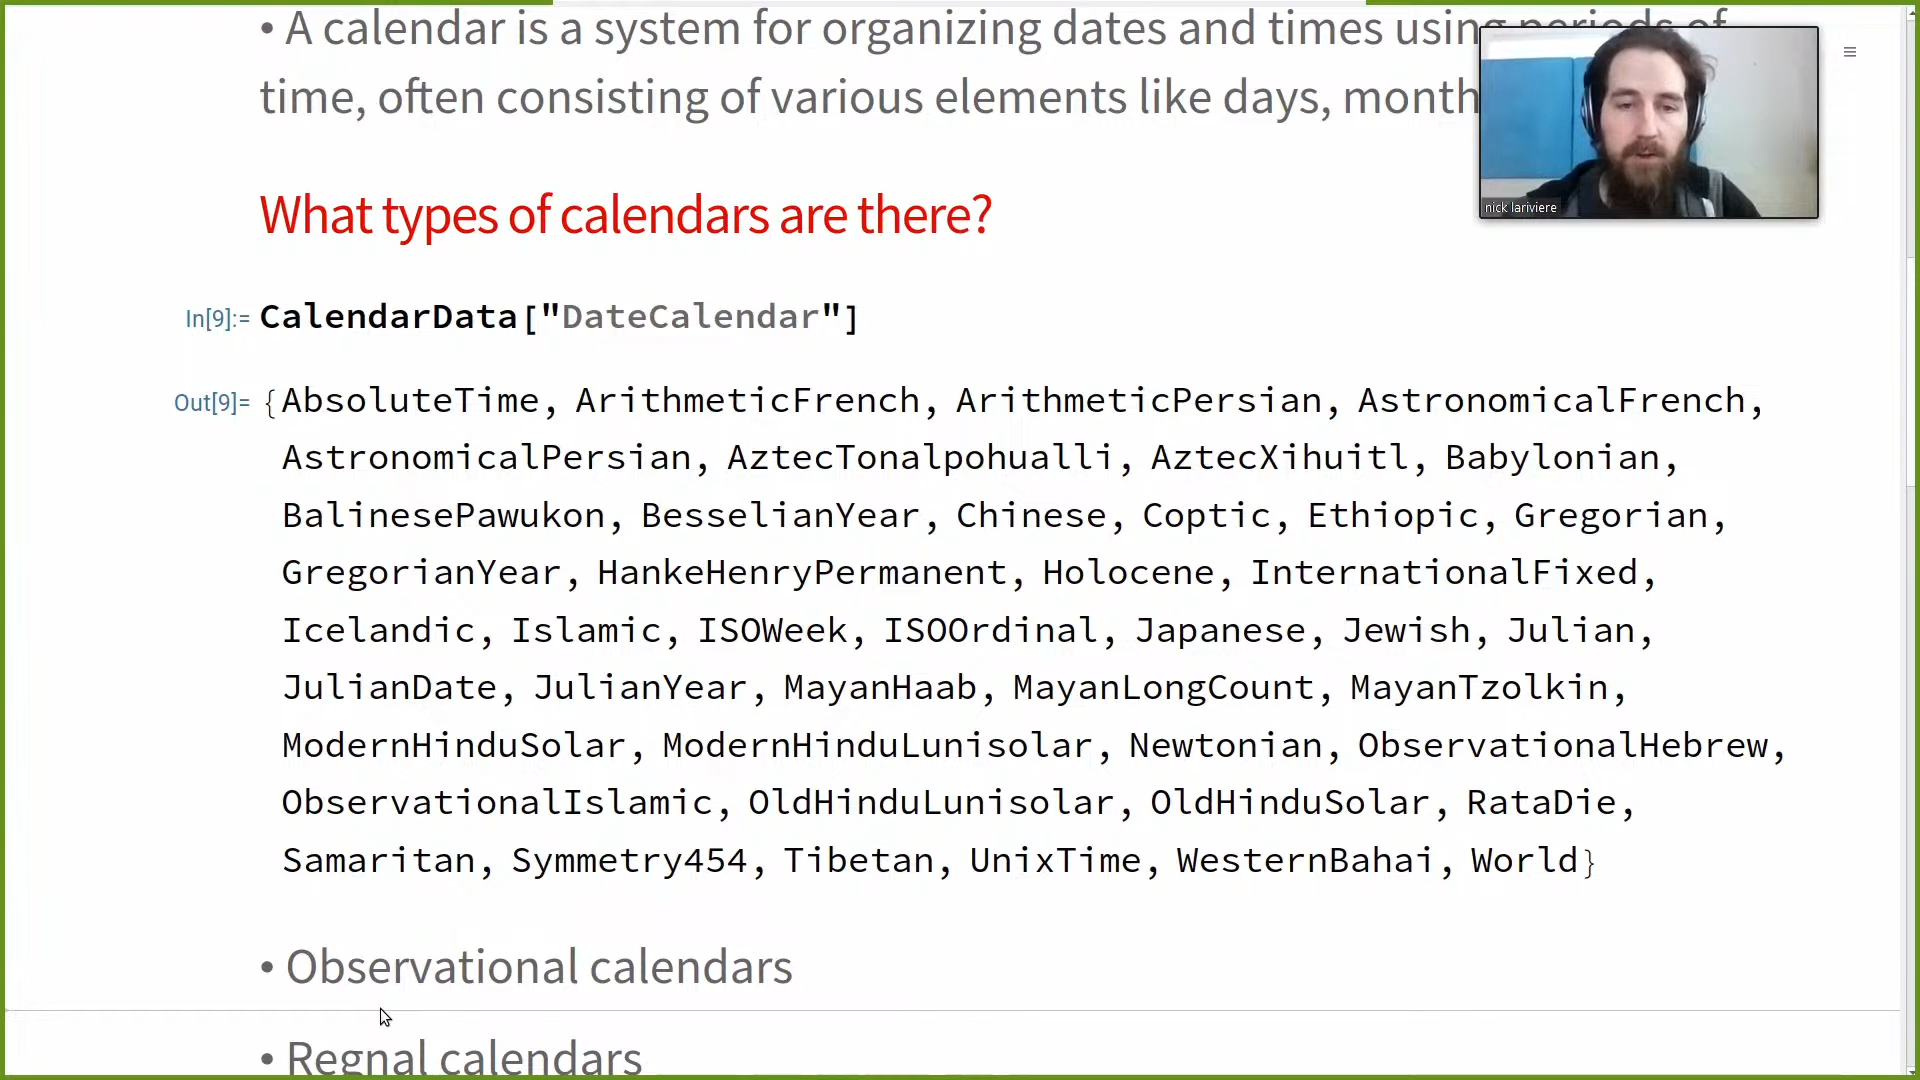 • A calendar is a system for organizing dates and times using periods of
time, often consisting of various elements like days, month
nick lariviere
What types of calendars are there?
In[9]:= CalendarData["DateCalendar"]
Out[9]= {AbsoluteTime, ArithmeticFrench, ArithmeticPersian, AstronomicalFrench,
AstronomicalPersian, AztecTonalpohualli, AztecXihuitl, Babylonian,
BalinesePawukon, BesselianYear, Chinese, Coptic, Ethiopic, Gregorian,
GregorianYear, HankeHenryPermanent, Holocene, InternationalFixed,
Icelandic, Islamic, ISOWeek, ISOOrdinal, Japanese, Jewish, Julian,
JulianDate, JulianYear, MayanHaab, MayanLongCount, MayanTzolkin,
ModernHinduSolar, ModernHinduLunisolar, Newtonian, ObservationalHebrew,
ObservationalIslamic, OldHinduLunisolar, OldHinduSolar, RataDie,
Samaritan, Symmetry454, Tibetan, UnixTime, WesternBahai, World}
• Observational calendars
• Regnal calendars